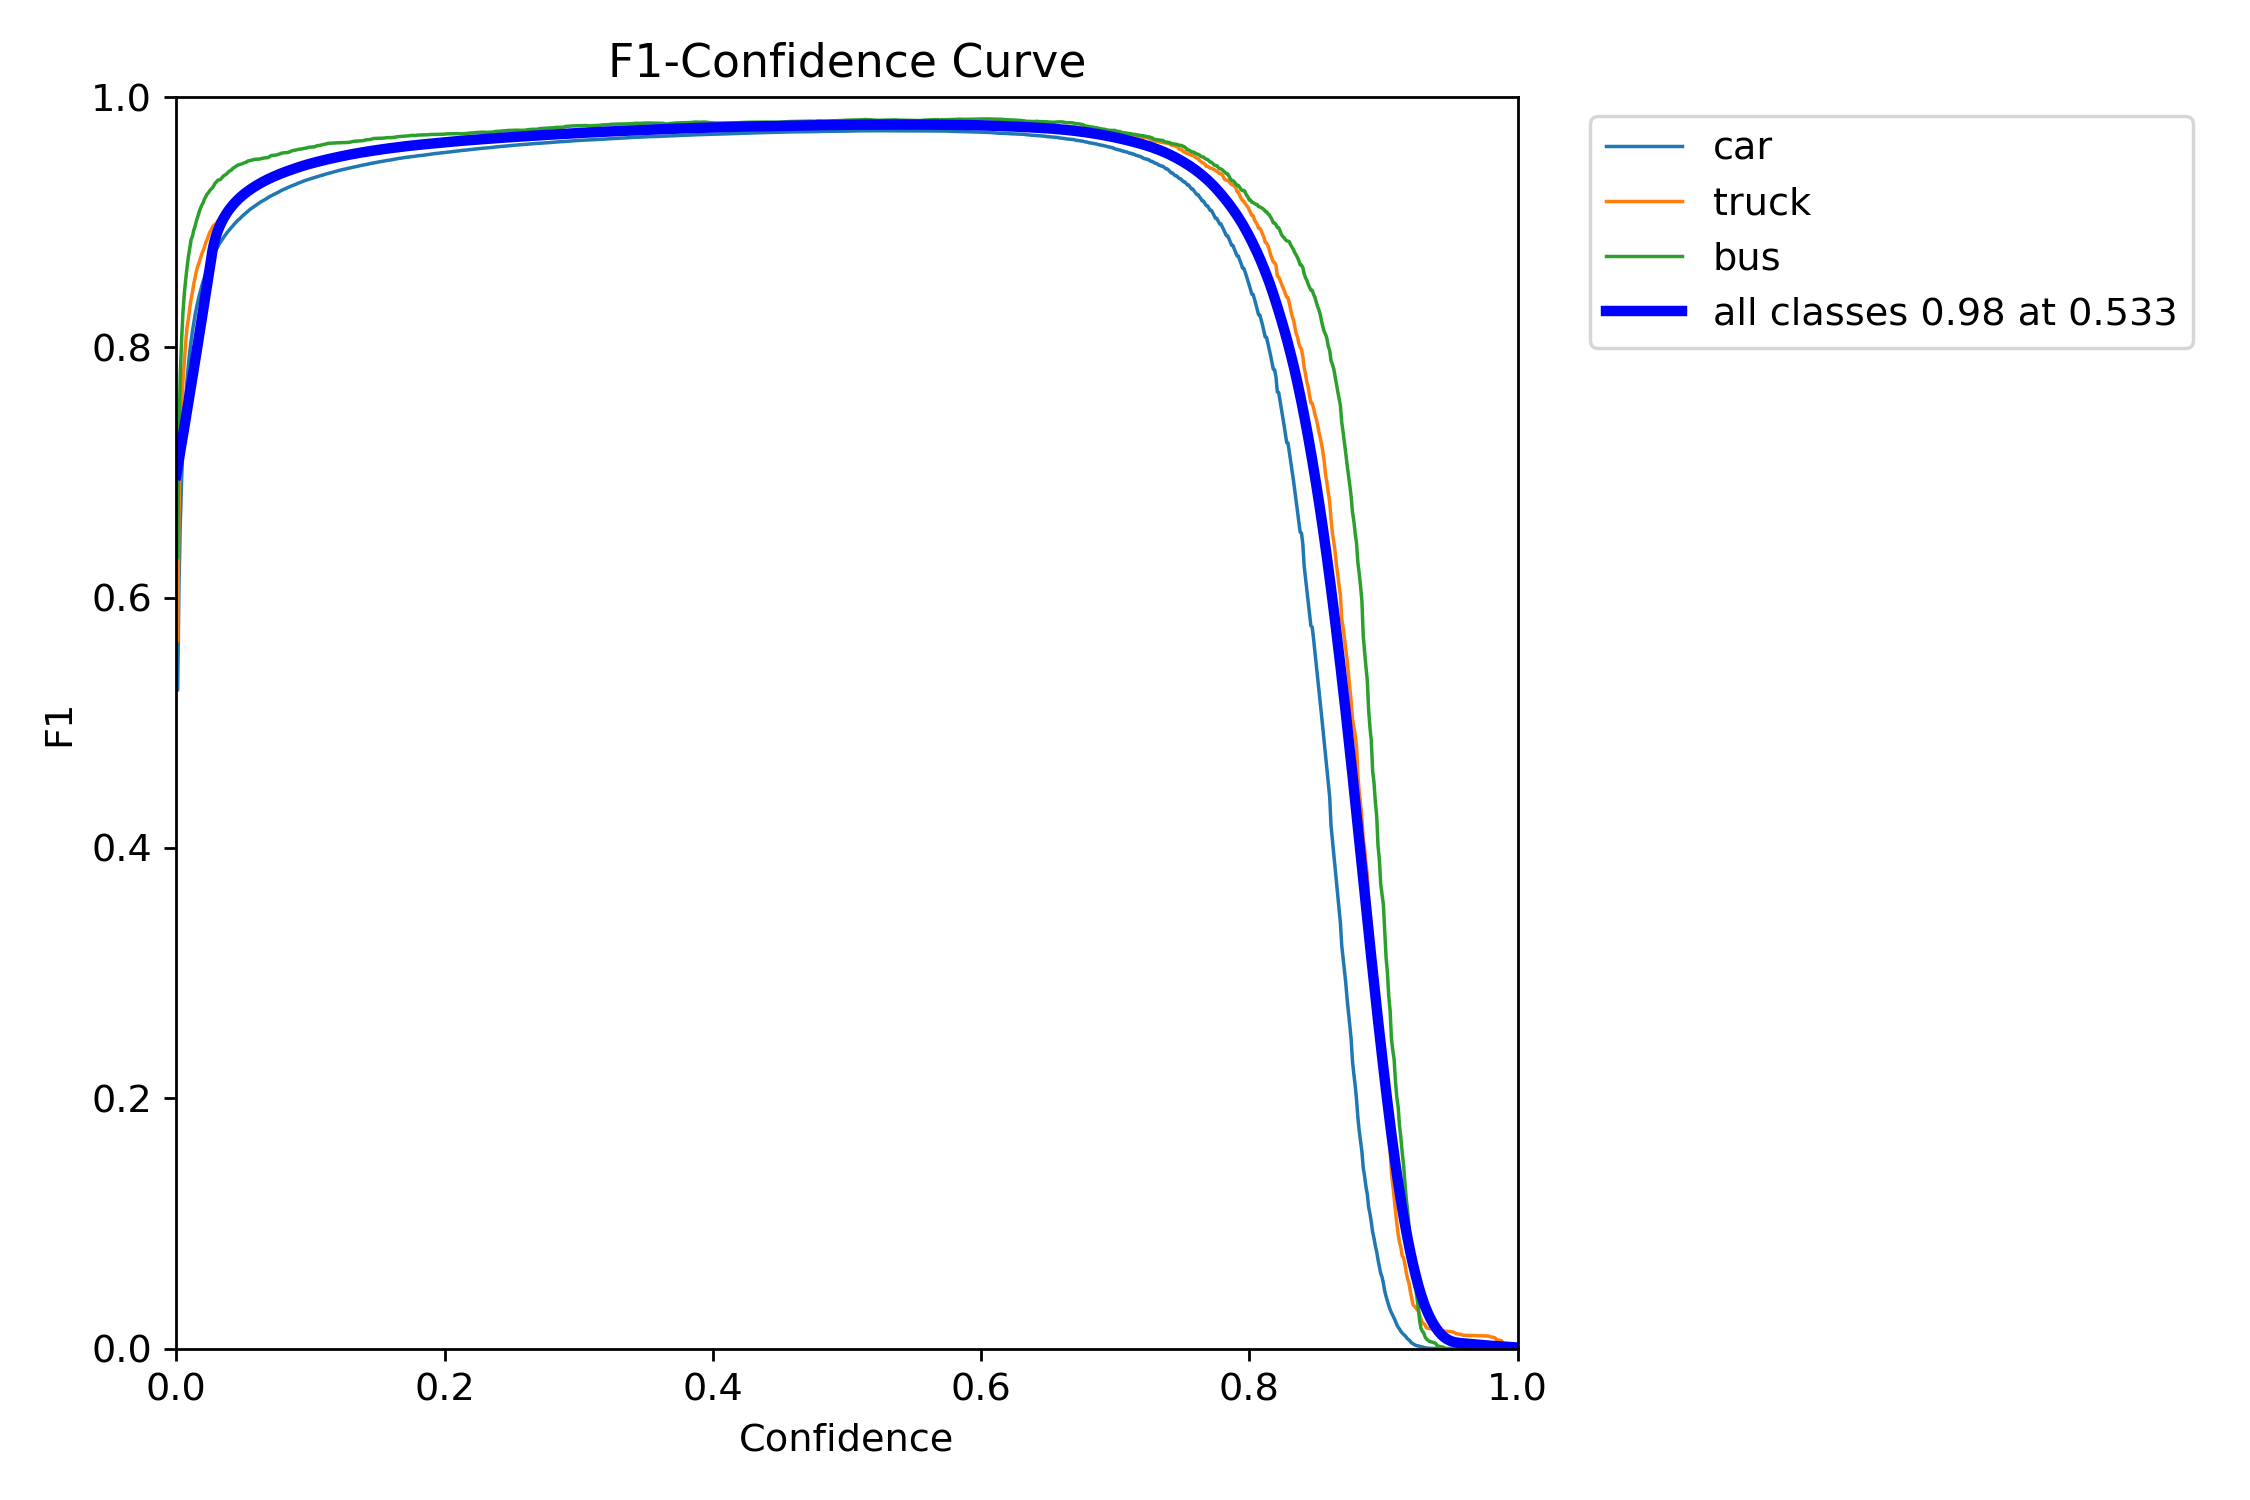 F1-Confidence Curve
1.0
0.8
0.6
0.4
0.2
0.0
F1
0.0 0.2 0.4 0.6 0.8 1.0
Confidence
car
truck
bus
all classes 0.98 at 0.533